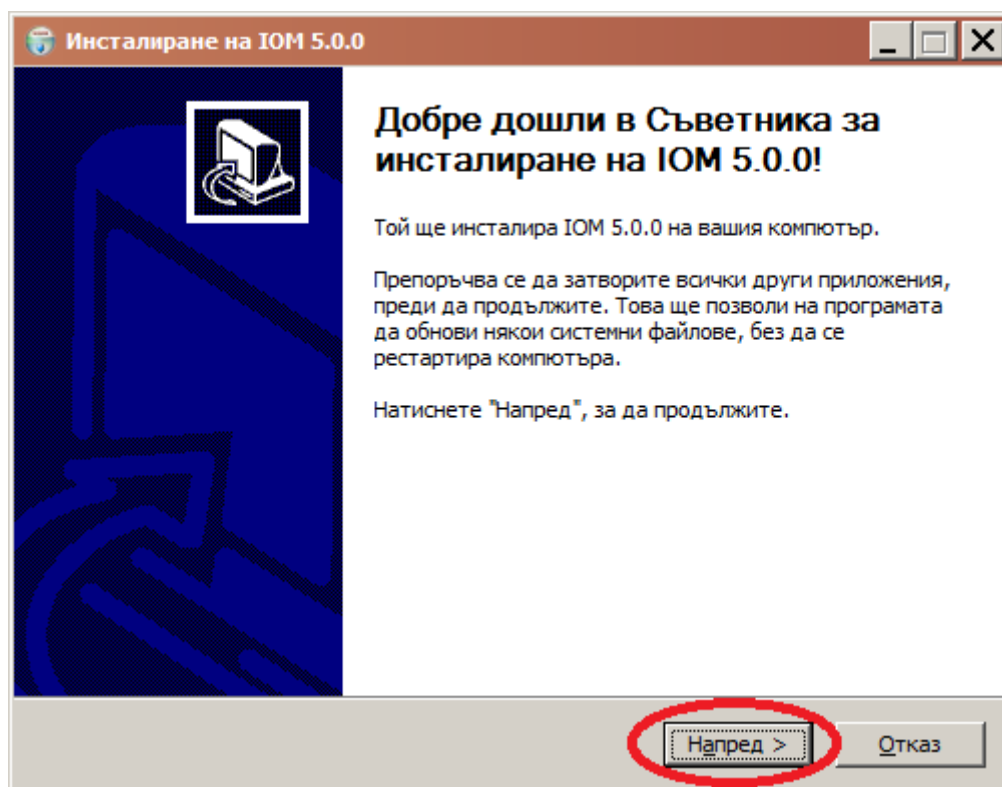 Инсталиране на IOM 5.0.0
Добре дошли в Съветника за
инсталиране на IOM 5.0.0!
Той ще инсталира IOM 5.0.0 на вашия компютър.
Препоръчва се да затворите всички други приложения,
преди да продължите. Това ще позволи на програмата
да обнови някои системни файлове, без да се
рестартира компютъра.
Натиснете "Напред", за да продължите.
Напред >
Отказ